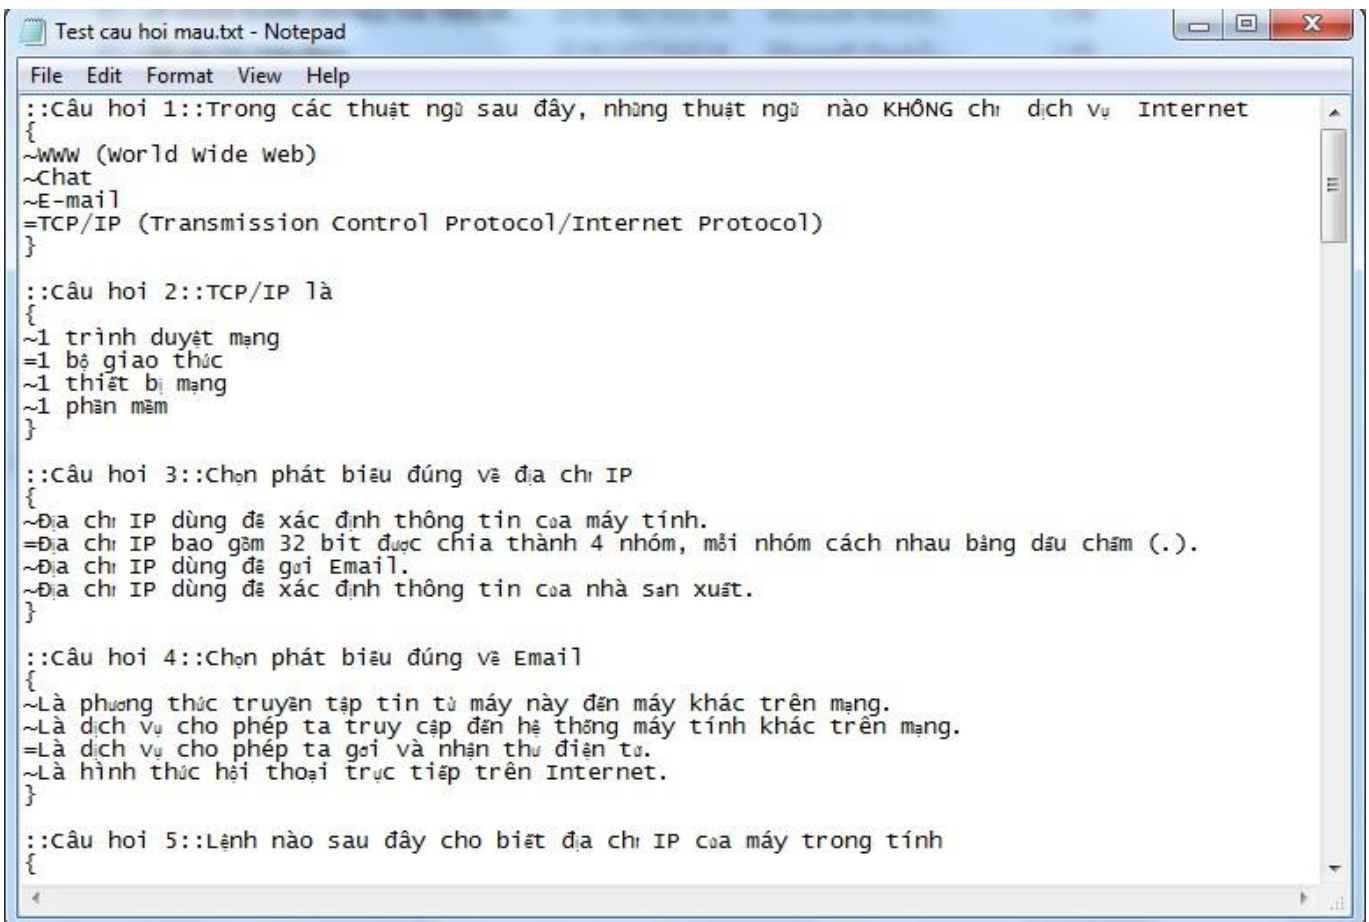 Test cau hoi mau.txt - Notepad
File Edit Format View Help
::Câu hoi 1::Trong các thuật ngữ sau đây, những thuật ngữ nào KHÔNG chỉ dịch vụ Internet
{
~WWW (World Wide Web)
~Chat
~E-mail
=TCP/IP (Transmission Control Protocol/Internet Protocol)
}
::Câu hoi 2::TCP/IP là
{
~1 trình duyệt mạng
=1 bộ giao thức
~1 thiết bị mạng
~1 phần mềm
}
::Câu hoi 3::Chọn phát biểu đúng về địa chỉ IP
{
~Địa chỉ IP dùng để xác định thông tin của máy tính.
=Địa chỉ IP bao gồm 32 bit được chia thành 4 nhóm, mỗi nhóm cách nhau bằng dấu chấm (.).
~Địa chỉ IP dùng để gởi Email.
~Địa chỉ IP dùng để xác định thông tin của nhà sản xuất.
}
::Câu hoi 4::Chọn phát biểu đúng về Email
{
~Là phương thức truyền tập tin từ máy này đến máy khác trên mạng.
~Là dịch vụ cho phép ta truy cập đến hệ thống máy tính khác trên mạng.
=Là dịch vụ cho phép ta gởi và nhận thư điện tử.
~Là hình thức hội thoại trực tiếp trên Internet.
}
::Câu hoi 5::Lệnh nào sau đây cho biết địa chỉ IP của máy trong tính
{